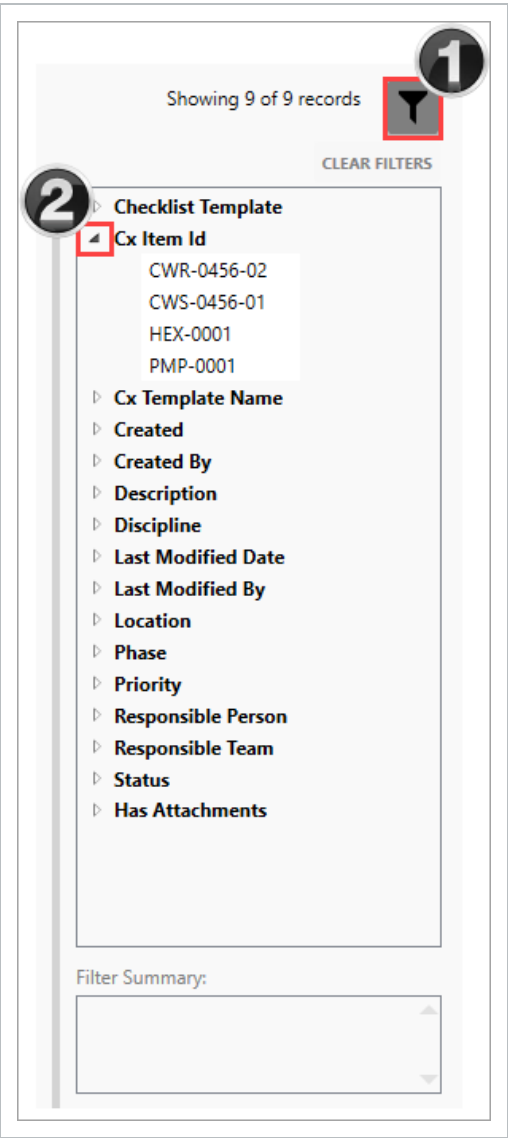 1
Showing 9 of 9 records
CLEAR FILTERS
2
Checklist Template
Cx Item Id
CWR-0456-02
CWS-0456-01
HEX-0001
PMP-0001
Cx Template Name
Created
Created By
Description
Discipline
Last Modified Date
Last Modified By
Location
Phase
Priority
Responsible Person
Responsible Team
Status
Has Attachments
Filter Summary: